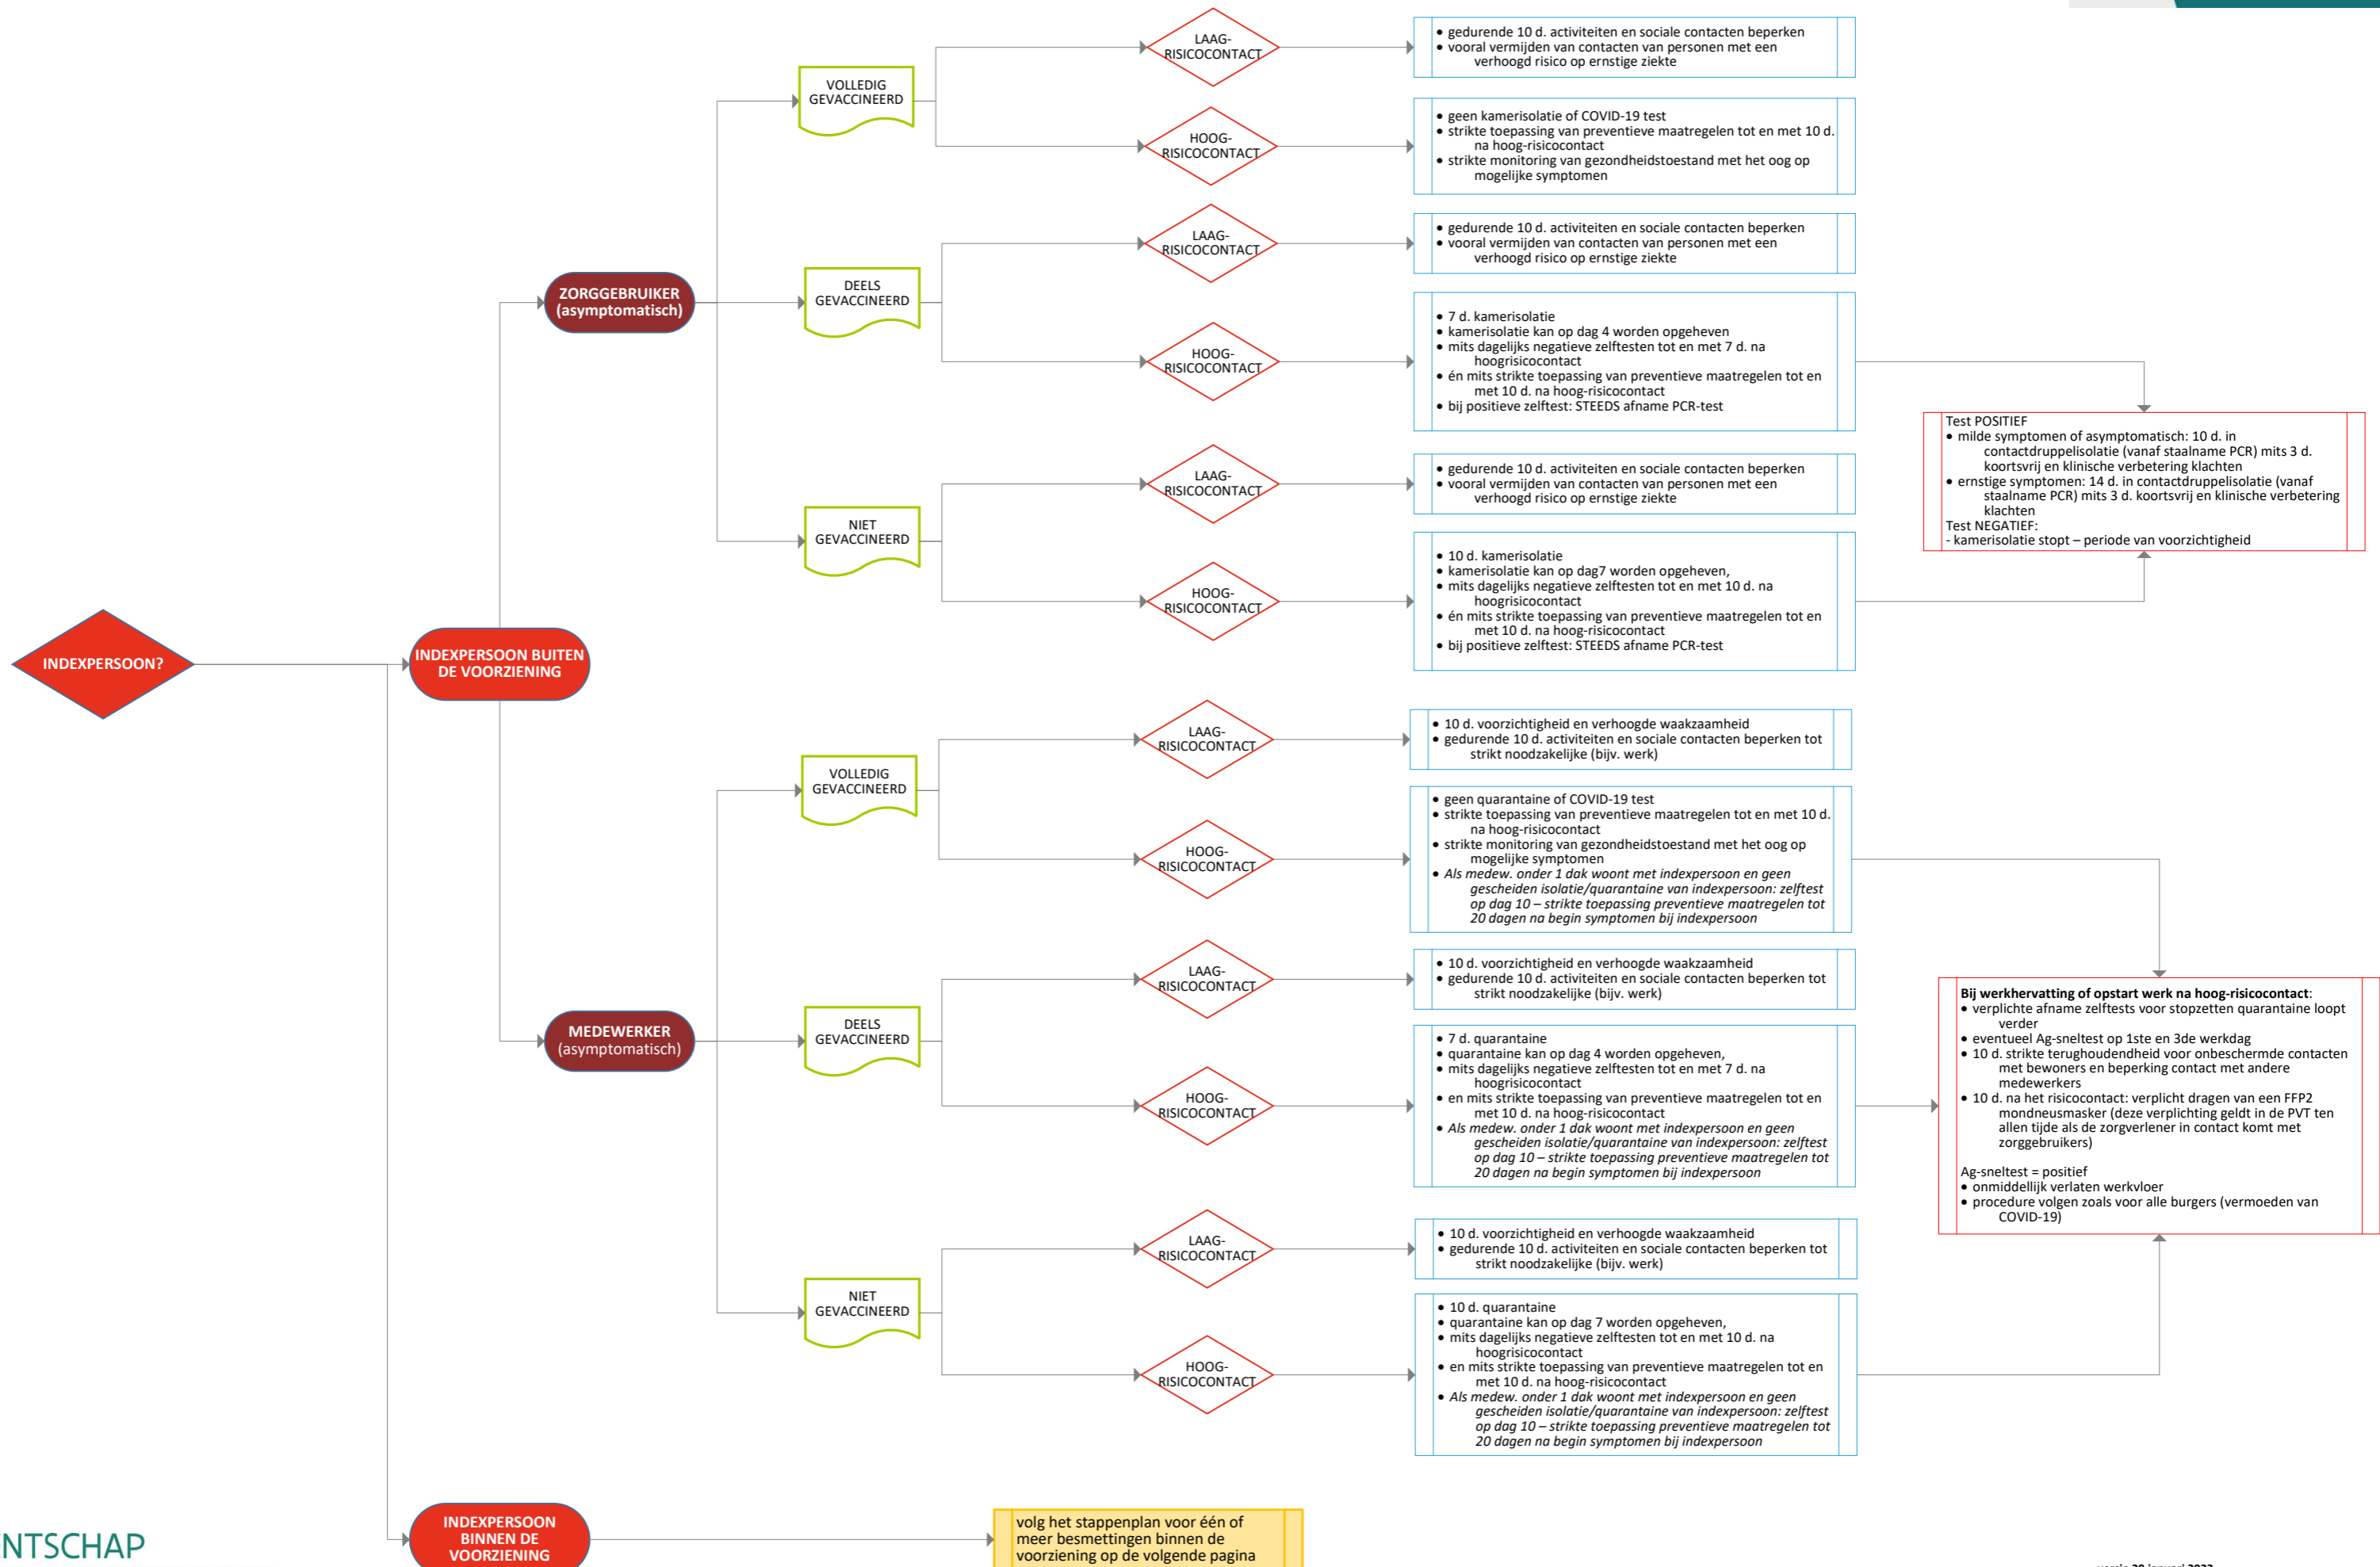 LAAG-
RISICOCONTACT
• gedurende 10 d. activiteiten en sociale contacten beperken
• vooral vermijden van contacten van personen met een
verhoogd risico op ernstige ziekte
VOLLEDIG
GEVACCINEERD
HOOG-
RISICOCONTACT
• geen kamerisolatie of COVID-19 test
• strikte toepassing van preventieve maatregelen tot en met 10 d.
na hoog-risicocontact
• strikte monitoring van gezondheidstoestand met het oog op
mogelijke symptomen
LAAG-
RISICOCONTACT
• gedurende 10 d. activiteiten en sociale contacten beperken
• vooral vermijden van contacten van personen met een
verhoogd risico op ernstige ziekte
ZORGGEBRUIKER
(asymptomatisch)
DEELS
GEVACCINEERD
HOOG-
RISICOCONTACT
• 7 d. kamerisolatie
• kamerisolatie kan op dag 4 worden opgeheven
• mits dagelijks negatieve zelftesten tot en met 7 d. na
hoogrisicocontact
• én mits strikte toepassing van preventieve maatregelen tot en
met 10 d. na hoog-risicocontact
• bij positieve zelftest: STEEDS afname PCR-test
Test POSITIEF
• milde symptomen of asymptomatisch: 10 d. in
contactdruppelisolatie (vanaf staalname PCR) mits 3 d.
koortsvrij en klinische verbetering klachten
• ernstige symptomen: 14 d. in contactdruppelisolatie (vanaf
staalname PCR) mits 3 d. koortsvrij en klinische verbetering
klachten
Test NEGATIEF:
- kamerisolatie stopt – periode van voorzichtigheid
LAAG-
RISICOCONTACT
• gedurende 10 d. activiteiten en sociale contacten beperken
• vooral vermijden van contacten van personen met een
verhoogd risico op ernstige ziekte
NIET
GEVACCINEERD
HOOG-
RISICOCONTACT
• 10 d. kamerisolatie
• kamerisolatie kan op dag7 worden opgeheven,
• mits dagelijks negatieve zelftesten tot en met 10 d. na
hoogrisicocontact
• én mits strikte toepassing van preventieve maatregelen tot en
met 10 d. na hoog-risicocontact
• bij positieve zelftest: STEEDS afname PCR-test
INDEXPERSOON?
INDEXPERSOON BUITEN
DE VOORZIENING
LAAG-
RISICOCONTACT
• 10 d. voorzichtigheid en verhoogde waakzaamheid
• gedurende 10 d. activiteiten en sociale contacten beperken tot
strikt noodzakelijke (bijv. werk)
VOLLEDIG
GEVACCINEERD
HOOG-
RISICOCONTACT
• geen quarantaine of COVID-19 test
• strikte toepassing van preventieve maatregelen tot en met 10 d.
na hoog-risicocontact
• strikte monitoring van gezondheidstoestand met het oog op
mogelijke symptomen
• Als medew. onder 1 dak woont met indexpersoon en geen
gescheiden isolatie/quarantaine van indexpersoon: zelftest
op dag 10 – strikte toepassing preventieve maatregelen tot
20 dagen na begin symptomen bij indexpersoon
LAAG-
RISICOCONTACT
• 10 d. voorzichtigheid en verhoogde waakzaamheid
• gedurende 10 d. activiteiten en sociale contacten beperken tot
strikt noodzakelijke (bijv. werk)
MEDEWERKER
(asymptomatisch)
DEELS
GEVACCINEERD
HOOG-
RISICOCONTACT
• 7 d. quarantaine
• quarantaine kan op dag 4 worden opgeheven,
• mits dagelijks negatieve zelftesten tot en met 7 d. na
hoogrisicocontact
• en mits strikte toepassing van preventieve maatregelen tot en
met 10 d. na hoog-risicocontact
• Als medew. onder 1 dak woont met indexpersoon en geen
gescheiden isolatie/quarantaine van indexpersoon: zelftest
op dag 10 – strikte toepassing preventieve maatregelen tot
20 dagen na begin symptomen bij indexpersoon
Bij werkhervatting of opstart werk na hoog-risicocontact:
• verplichte afname zelftests voor stopzetten quarantaine loopt
verder
• eventueel Ag-sneltest op 1ste en 3de werkdag
• 10 d. strikte terughoudendheid voor onbeschermde contacten
met bewoners en beperking contact met andere
medewerkers
• 10 d. na het risicocontact: verplicht dragen van een FFP2
mondneusmasker (deze verplichting geldt in de PVT ten
allen tijde als de zorgverlener in contact komt met
zorggebruikers)
Ag-sneltest = positief
• onmiddellijk verlaten werkvloer
• procedure volgen zoals voor alle burgers (vermoeden van
COVID-19)
LAAG-
RISICOCONTACT
• 10 d. voorzichtigheid en verhoogde waakzaamheid
• gedurende 10 d. activiteiten en sociale contacten beperken tot
strikt noodzakelijke (bijv. werk)
NIET
GEVACCINEERD
HOOG-
RISICOCONTACT
• 10 d. quarantaine
• quarantaine kan op dag 7 worden opgeheven,
• mits dagelijks negatieve zelftesten tot en met 10 d. na
hoogrisicocontact
• en mits strikte toepassing van preventieve maatregelen tot en
met 10 d. na hoog-risicocontact
• Als medew. onder 1 dak woont met indexpersoon en geen
gescheiden isolatie/quarantaine van indexpersoon: zelftest
op dag 10 – strikte toepassing preventieve maatregelen tot
20 dagen na begin symptomen bij indexpersoon
INDEXPERSOON
BINNEN DE
VOORZIENING
volg het stappenplan voor één of
meer besmettingen binnen de
voorziening op de volgende pagina
NTSCHAP